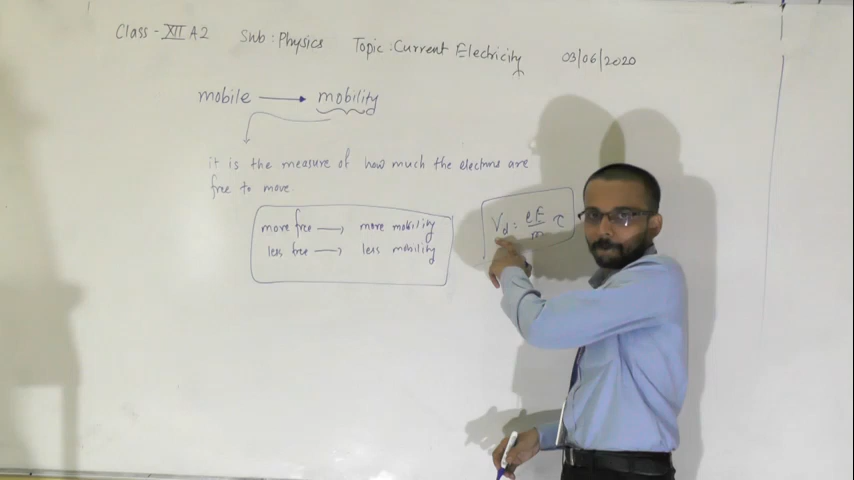 Class - XII A2 Sub : Physics Topic : Current Electricity 03/06/2020
mobile → mobility
it is the measure of how much the electrons are
free to move
more free → more mobility
less free → less mobility
Vd = eE/m τ